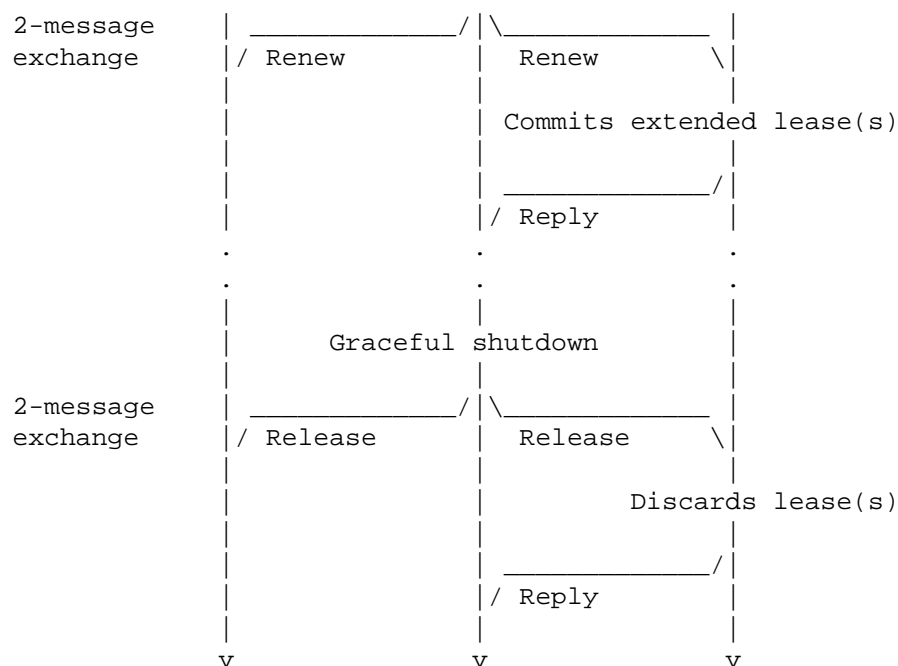 2-message
exchange
Renew
Renew
Commits extended lease(s)
Reply
Graceful shutdown
2-message
exchange
Release
Release
Discards lease(s)
Reply
v v v